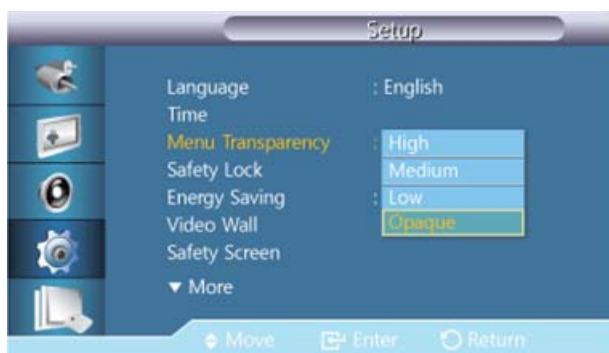 Setup
Language : English
Time
Menu Transparency : High
Medium
Safety Lock
Energy Saving : Low
Opaque
Video Wall
Safety Screen
▼ More
Move Enter Return